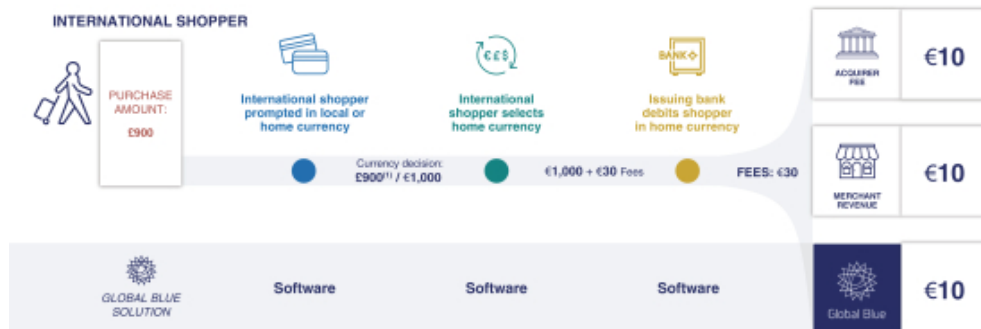 INTERNATIONAL SHOPPER
PURCHASE
AMOUNT:
£900
International shopper
prompted in local or
home currency
€£$
International
shopper selects
home currency
BANK
Issuing bank
debits shopper
in home currency
Currency decision:
£900(1) / €1,000
€1,000 + €30 Fees
FEES: €30
ACQUIRER
FEE
€10
MERCHANT
REVENUE
€10
GLOBAL BLUE
SOLUTION
Software
Software
Software
Global Blue
€10